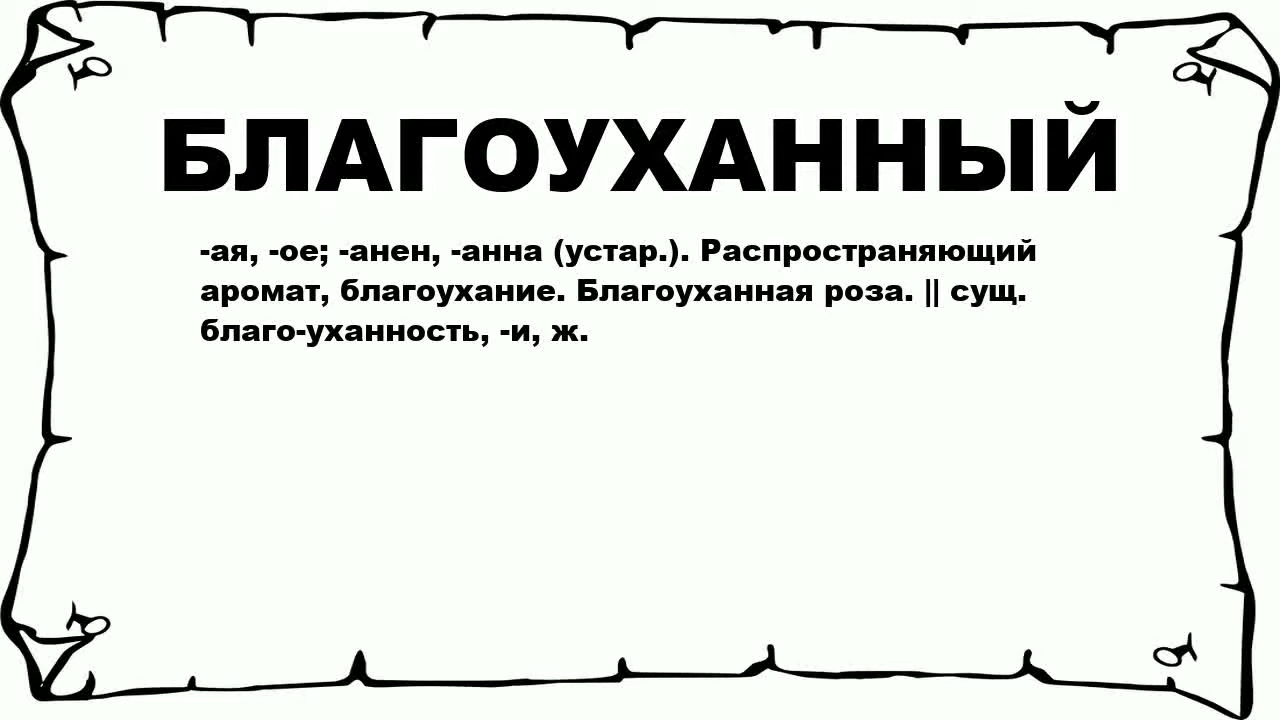 БЛАГОУХАННЫЙ
-ая, -ое; -анен, -анна (устар.). Распространяющий
аромат, благоухание. Благоуханная роза. || сущ.
благо-уханность, -и, ж.